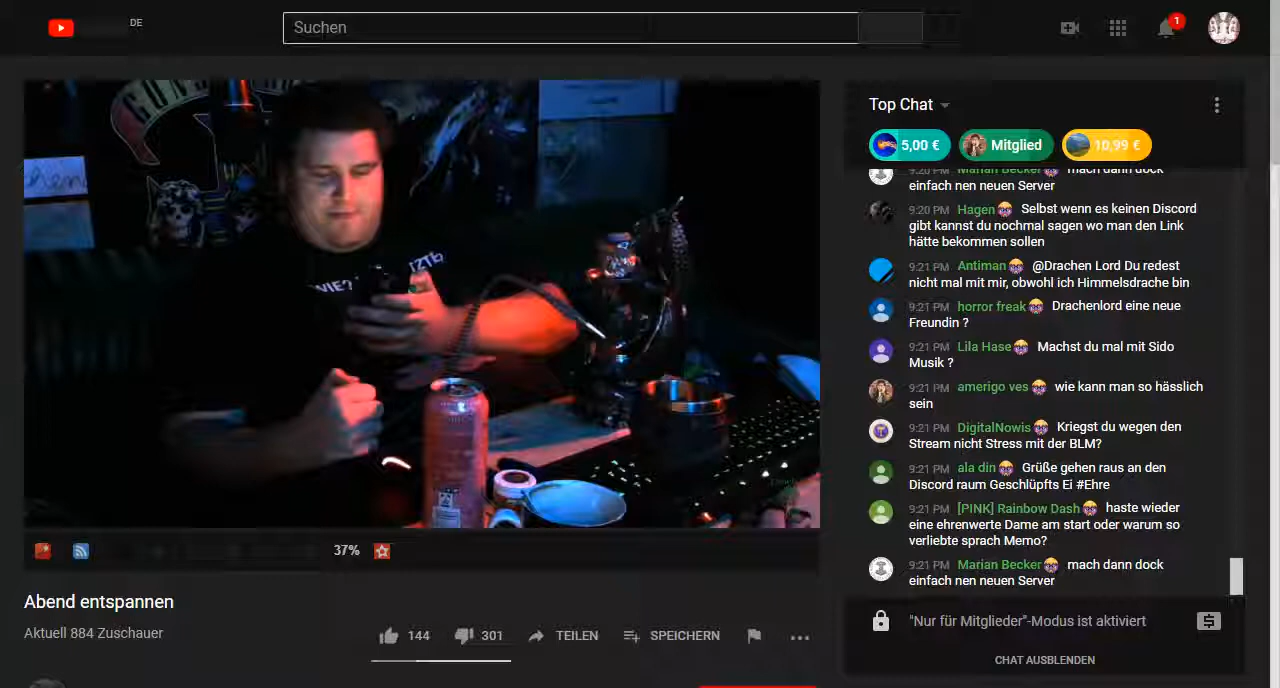 DE
Suchen
1
GUNS
Top Chat
5,00 €
Mitglied
10,99 €
9:20 PM Marian Becker mach dann dock
einfach nen neuen Server
9:20 PM Hagen Selbst wenn es keinen Discord
gibt kannst du nochmal sagen wo man den Link
hätte bekommen sollen
9:21 PM Antiman @Drachen Lord Du redest
nicht mal mit mir, obwohl ich Himmelsdrache bin
9:21 PM horror freak Drachenlord eine neue
Freundin ?
9:21 PM Lila Hase Machst du mal mit Sido
Musik ?
9:21 PM amerigo ves wie kann man so hässlich
sein
9:21 PM DigitalNowis Kriegst du wegen den
Stream nicht Stress mit der BLM?
9:21 PM ala din Grüße gehen raus an den
Discord raum Geschlüpfts Ei #Ehre
9:21 PM [PINK] Rainbow Dash haste wieder
eine ehrenwerte Dame am start oder warum so
verliebte sprach Memo?
9:21 PM Marian Becker mach dann dock
einfach nen neuen Server
37%
Abend entspannen
Aktuell 884 Zuschauer
144
301
TEILEN
SPEICHERN
"Nur für Mitglieder"-Modus ist aktiviert
CHAT AUSBLENDEN